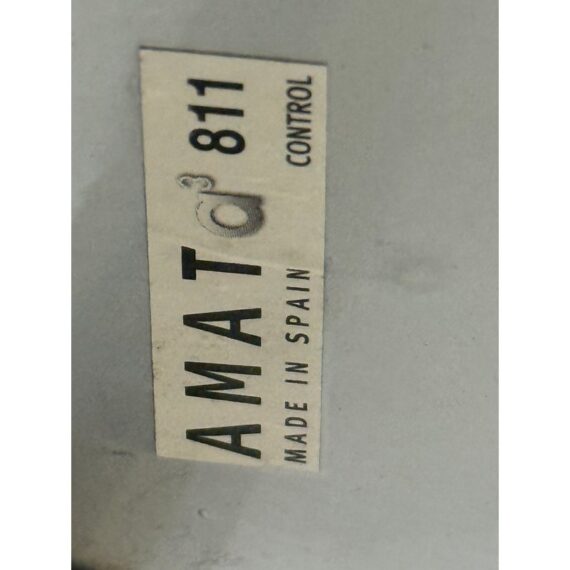 AMAT a³ 811
MADE IN SPAIN CONTROL